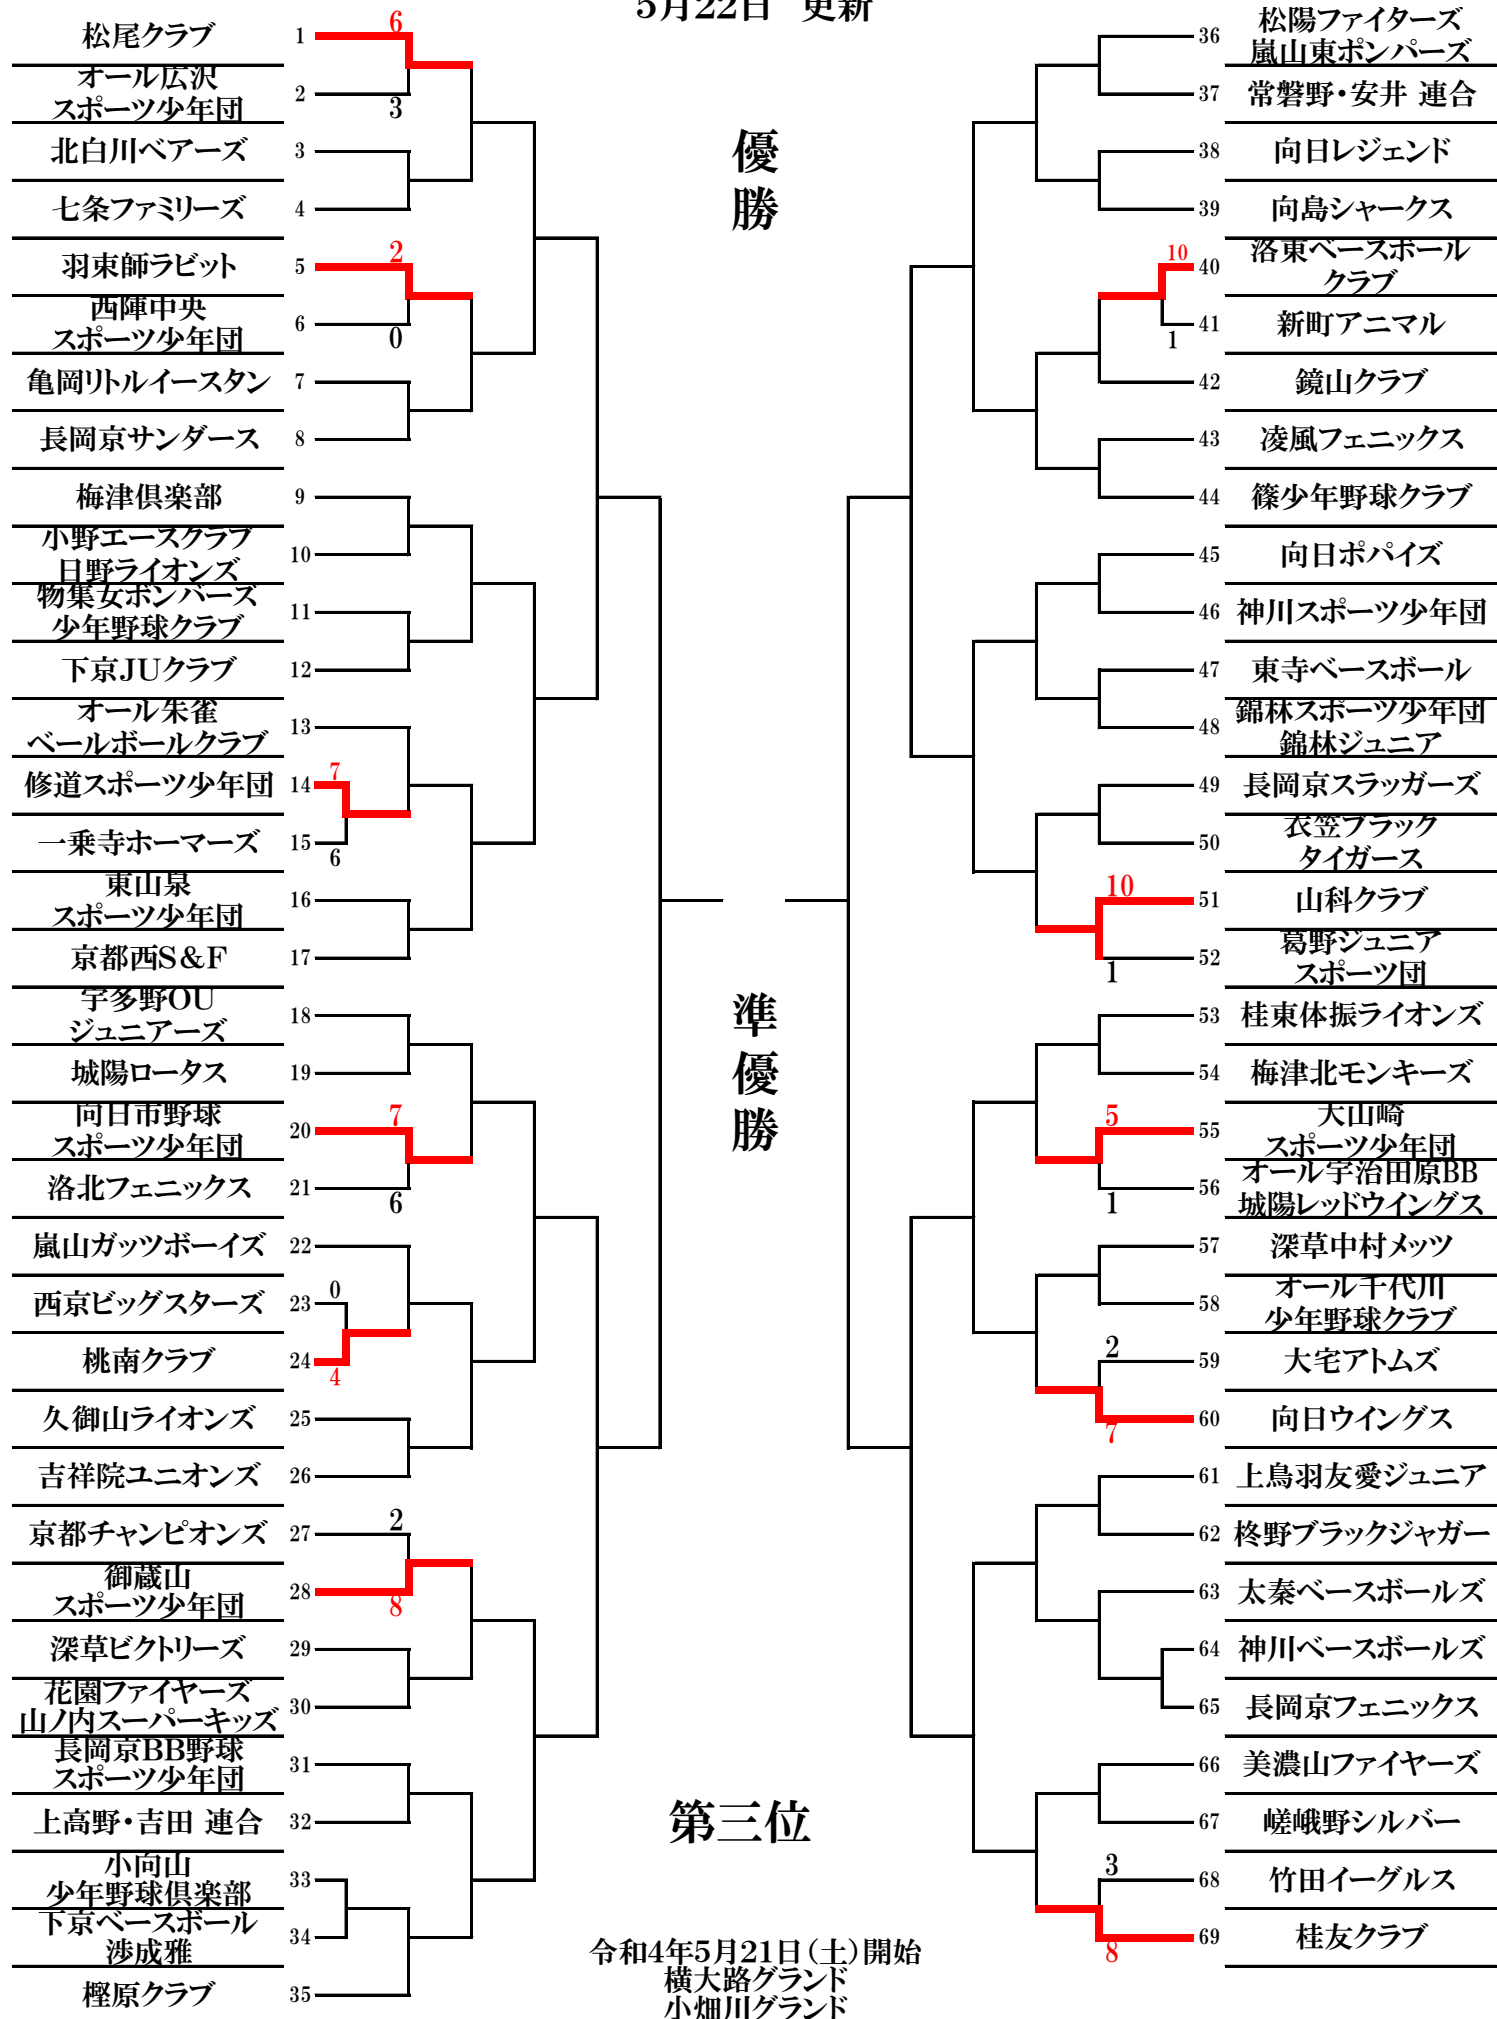 5月22日 更新
松尾クラブ 1 6
オール広沢
スポーツ少年団 2 3
北白川ベアーズ 3
七条ファミリーズ 4
羽束師ラビット 5 2
西陣中央
スポーツ少年団 6 0
亀岡リトルイースタン 7
長岡京サンダース 8
梅津倶楽部 9
小野エースクラブ
日野ライオンズ 10
物集女ボンバーズ
少年野球クラブ 11
下京JUクラブ 12
オール朱雀
ベールボールクラブ 13
修道スポーツ少年団 14 7
一乗寺ホーマーズ 15 6
東山泉
スポーツ少年団 16
京都西S&F 17
宇多野OU
ジュニアーズ 18
城陽ロータス 19
向日市野球
スポーツ少年団 20 7
洛北フェニックス 21 6
嵐山ガッツボーイズ 22
西京ビッグスターズ 23 0
桃南クラブ 24 4
久御山ライオンズ 25
吉祥院ユニオンズ 26
京都チャンピオンズ 27 2
御蔵山
スポーツ少年団 28 8
深草ビクトリーズ 29
花園ファイヤーズ
山ノ内スーパーキッズ 30
長岡京BB野球
スポーツ少年団 31
上高野・吉田 連合 32
小向山
少年野球倶楽部 33
下京ベースボール
渉成雅 34
樫原クラブ 35
優
勝
準
優
勝
第三位
令和4年5月21日(土)開始
横大路グランド
小畑川グランド
36 松陽ファイターズ
嵐山東ボンバーズ
37 常磐野・安井 連合
38 向日レジェンド
39 向島シャークス
10 40 洛東ベースボール
クラブ
1 41 新町アニマル
42 鏡山クラブ
43 凌風フェニックス
44 篠少年野球クラブ
45 向日ポパイズ
46 神川スポーツ少年団
47 東寺ベースボール
48 錦林スポーツ少年団
錦林ジュニア
49 長岡京スラッガーズ
50 衣笠ブラック
タイガース
10 51 山科クラブ
1 52 葛野ジュニア
スポーツ団
53 桂東体振ライオンズ
54 梅津北モンキーズ
5 55 大山崎
スポーツ少年団
1 56 オール宇治田原BB
城陽レッドウイングス
57 深草中村メッツ
58 オール千代川
少年野球クラブ
2 59 大宅アトムズ
7 60 向日ウイングス
61 上鳥羽友愛ジュニア
62 柊野ブラックジャガー
63 太秦ベースボールズ
64 神川ベースボールズ
65 長岡京フェニックス
66 美濃山ファイヤーズ
67 嵯峨野シルバー
3 68 竹田イーグルス
8 69 桂友クラブ